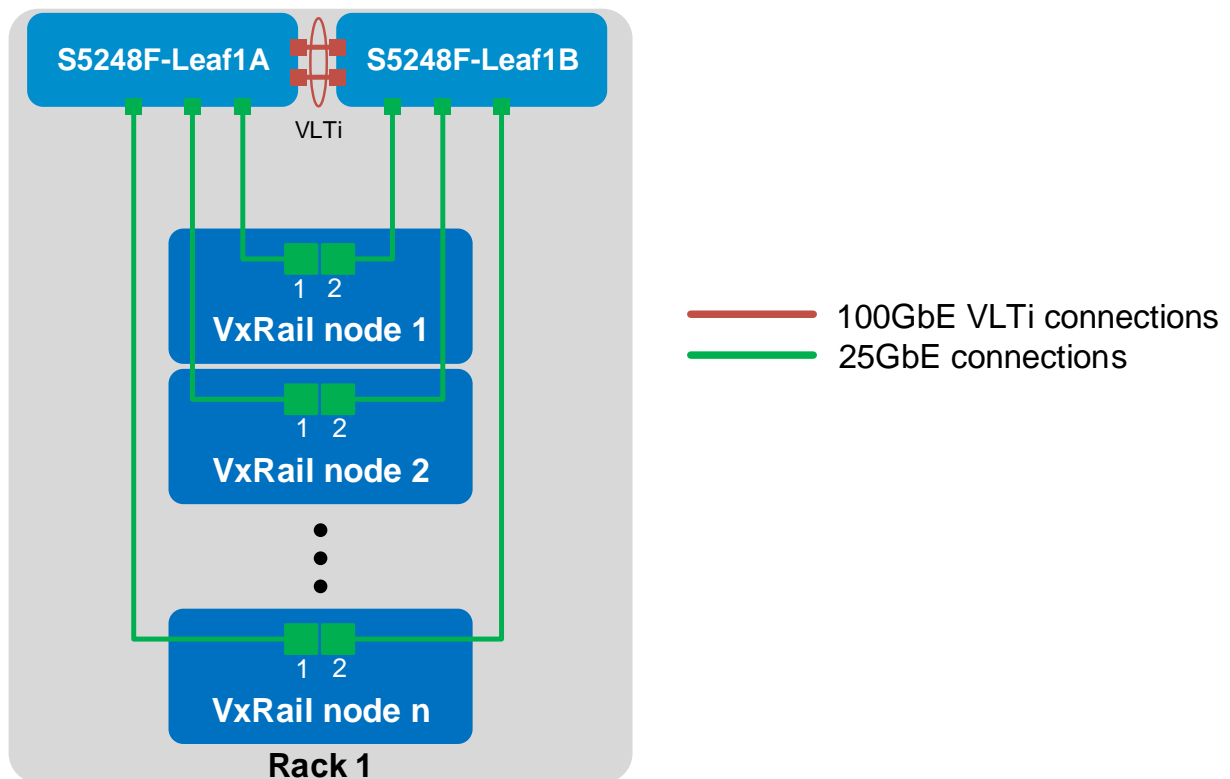 S5248F-Leaf1A
S5248F-Leaf1B
VLTi
1 2
VxRail node 1
1 2
VxRail node 2
1 2
VxRail node n
Rack 1
100GbE VLTi connections
25GbE connections